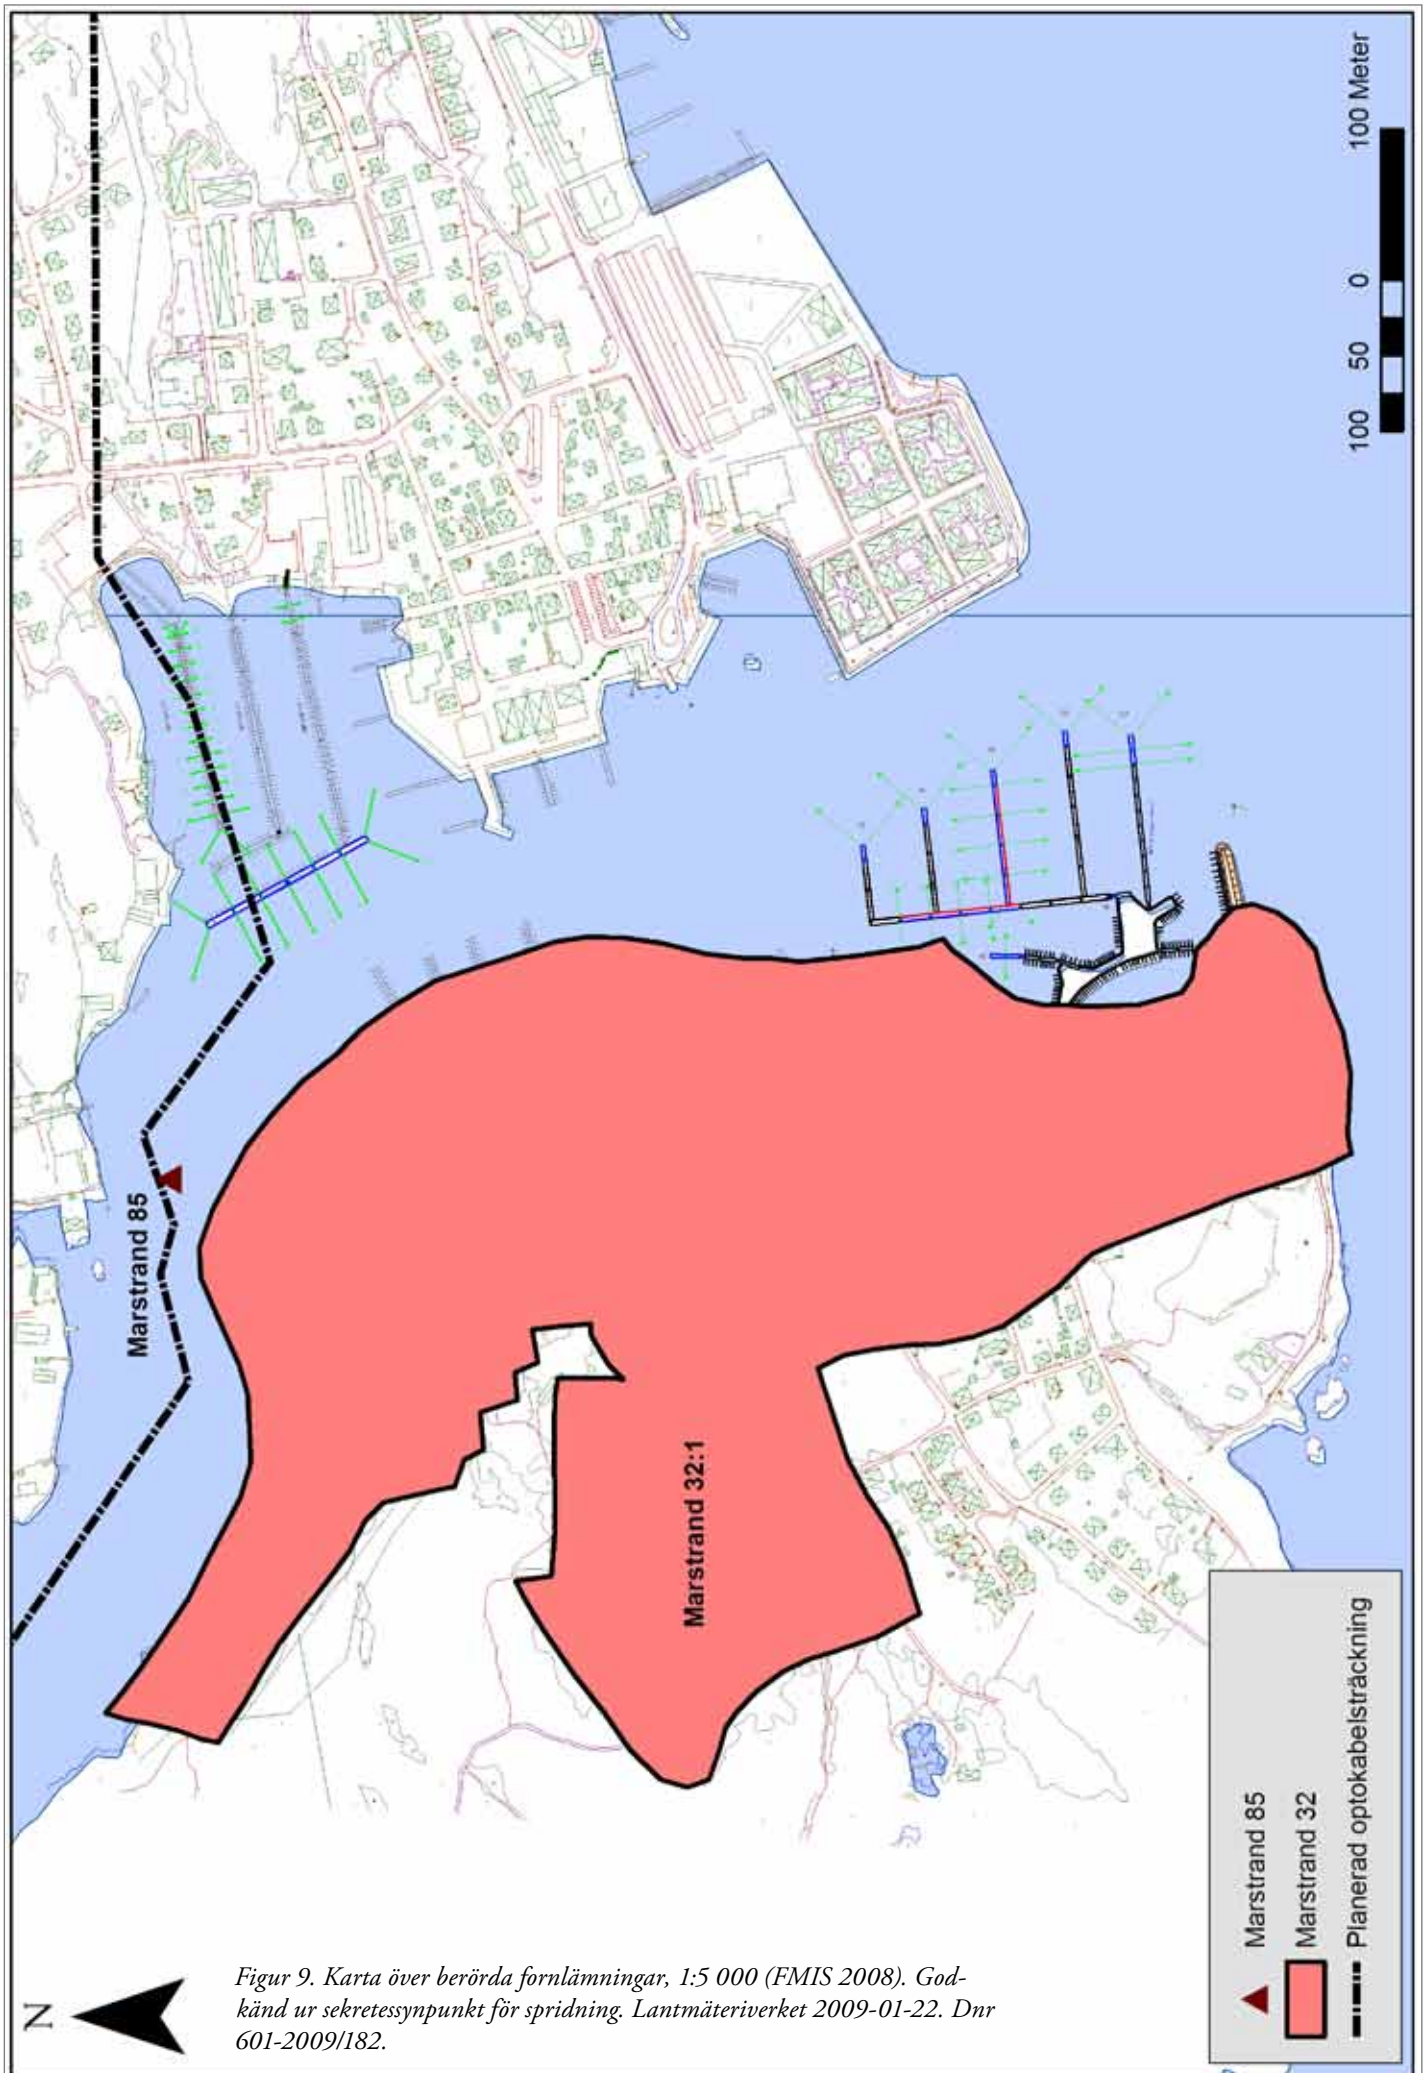 Marstrand 85
Marstrand 32:1
100 50 0 100 Meter
Marstrand 85
Marstrand 32
Planerad optokabelsträckning
N
Figur 9. Karta över berörda fornlämningar, 1:5 000 (FMIS 2008). God-
känd ur sekretessynpunkt för spridning. Lantmäteriverket 2009-01-22. Dnr
601-2009/182.